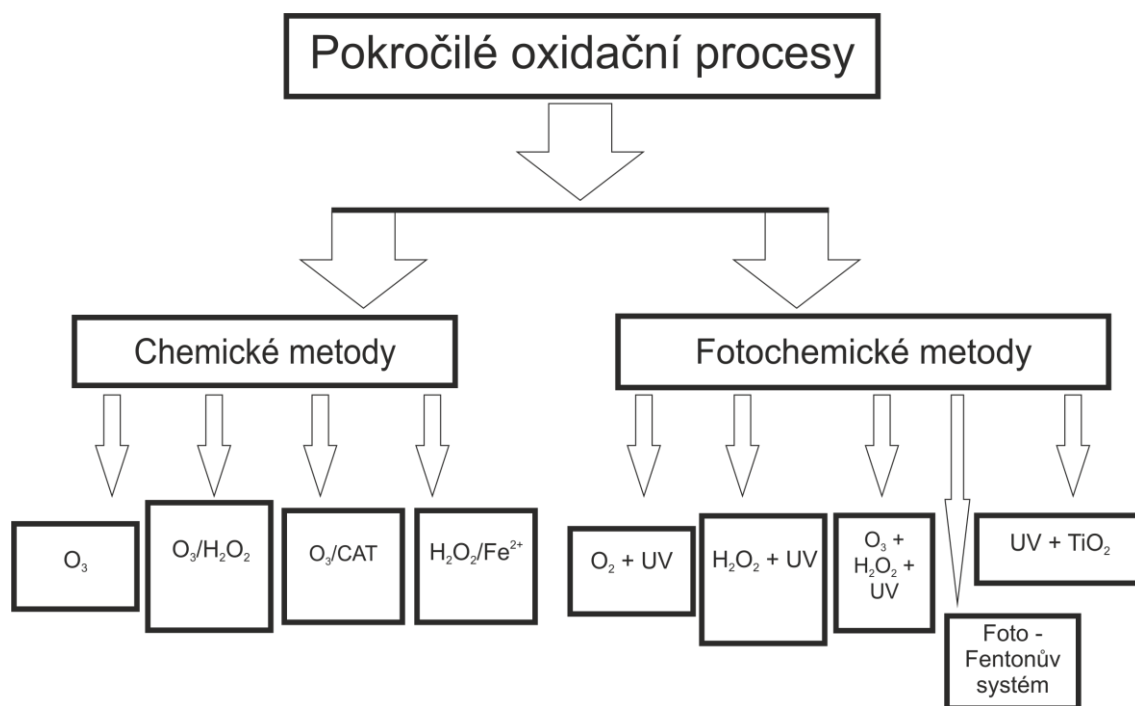 Pokročilé oxidační procesy
Chemické metody
Fotochemické metody
O₃
O₃/H₂O₂
O₃/CAT
H₂O₂/Fe²⁺
O₂ + UV
H₂O₂ + UV
O₃ +
H₂O₂ +
UV
UV + TiO₂
Foto -
Fentonův
systém